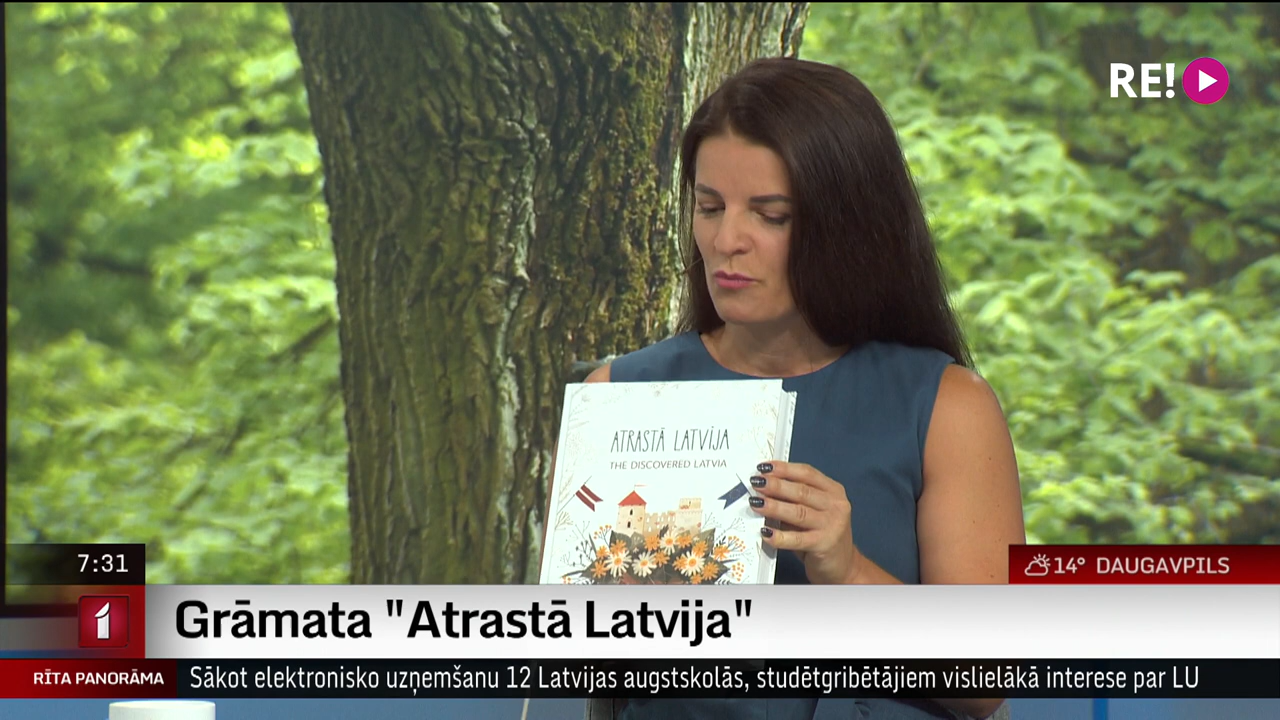 RE!
ATRASTĀ LATVIJA
THE DISCOVERED LATVIA
7:31
14° DAUGAVPILS
1
Grāmata "Atrastā Latvija"
RĪTA PANORĀMA
Sākot elektronisko uzņemšanu 12 Latvijas augstskolās, studētgribētājiem vislielākā interese par LU